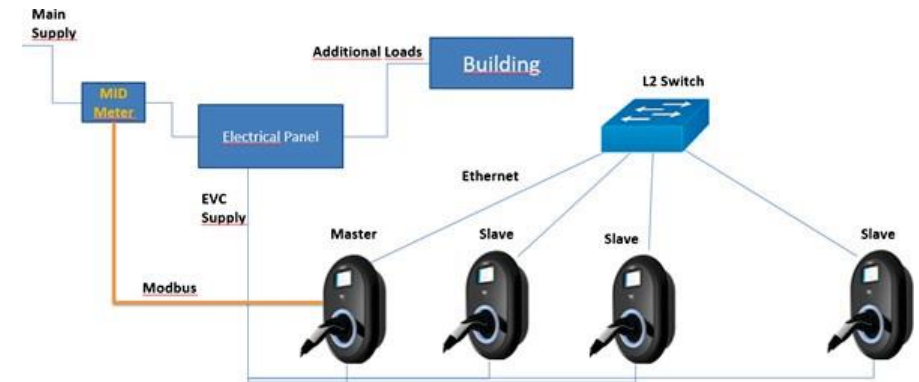 Main
Supply
Additional Loads
Building
L2 Switch
MID
Meter
Electrical Panel
Ethernet
EVC
Supply
Master
Slave
Slave
Slave
Modbus